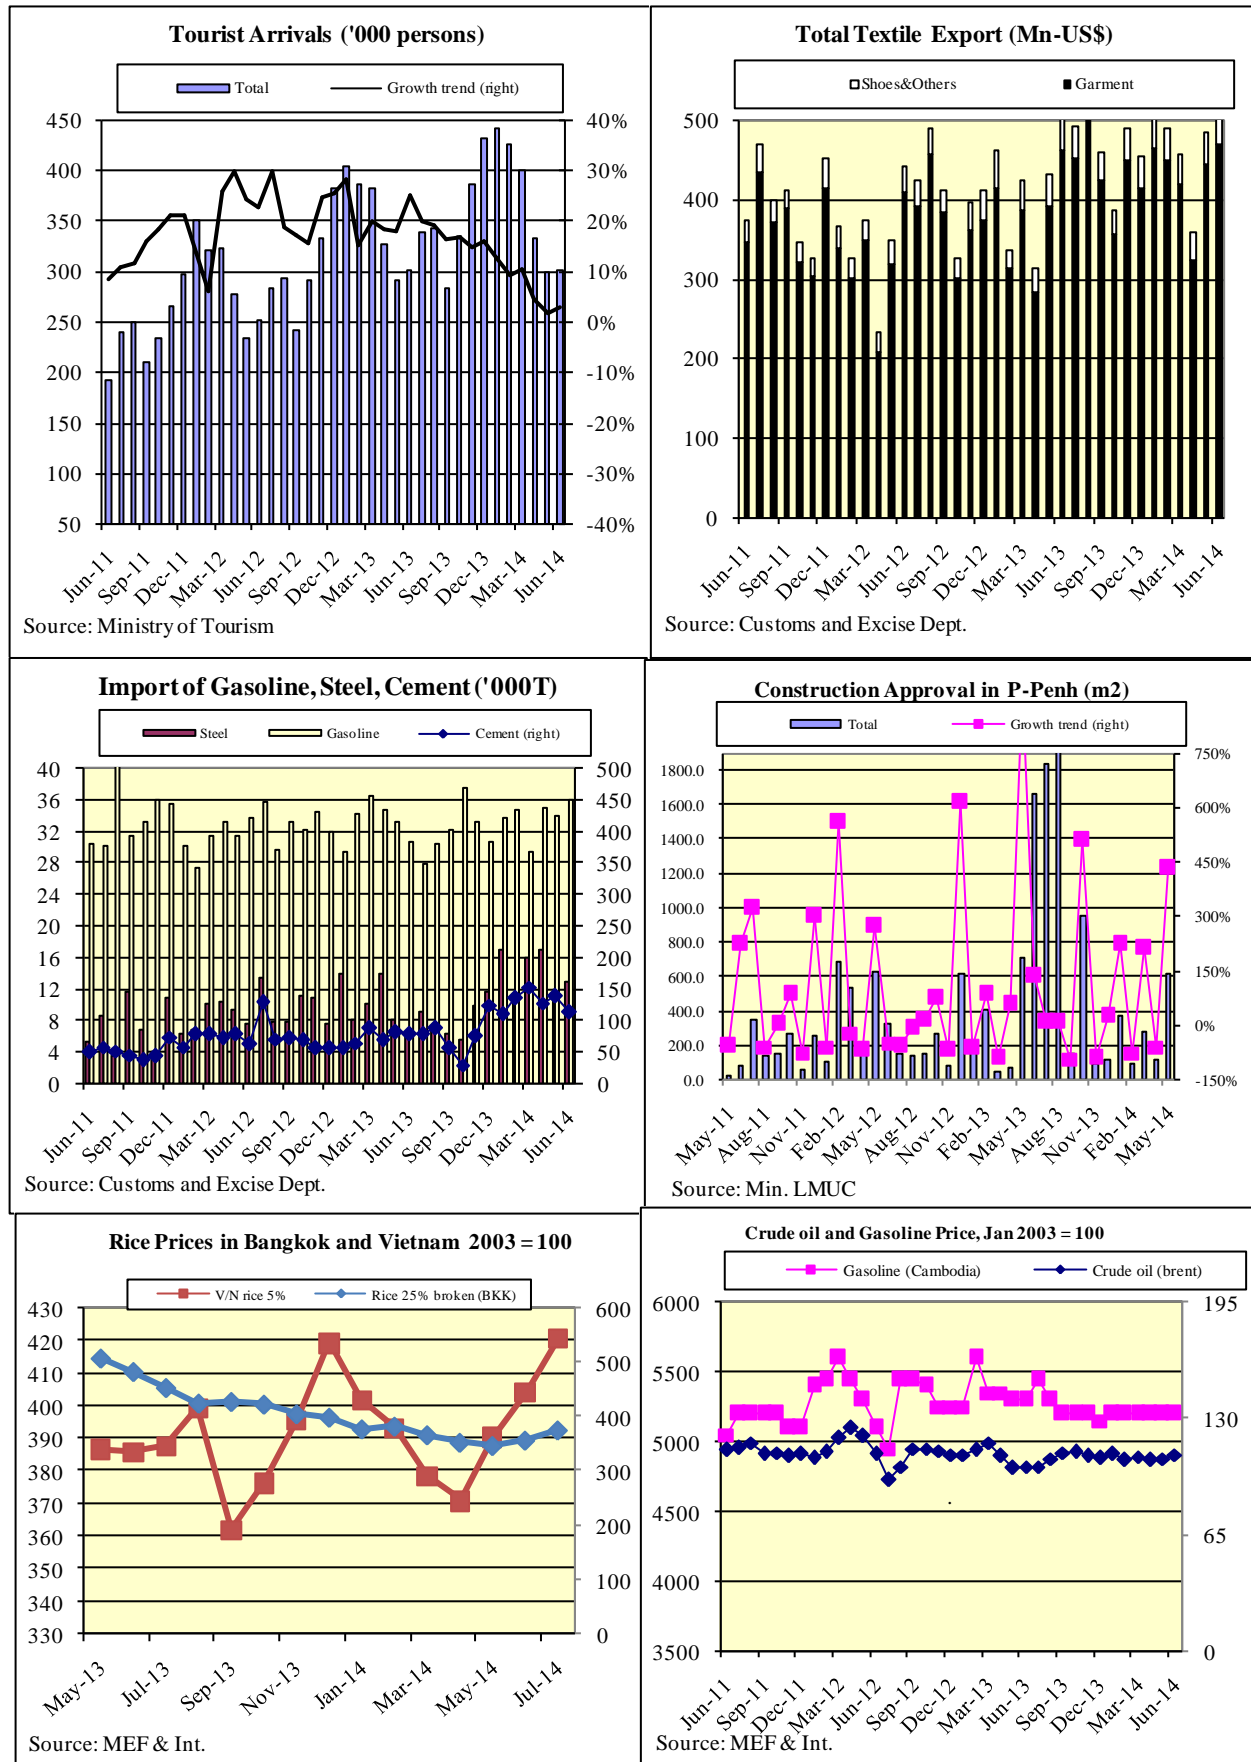 Tourist Arrivals ('000 persons)
Total
Growth trend (right)
450
400
350
300
250
200
150
100
50
40%
30%
20%
10%
0%
-10%
-20%
-30%
-40%
Jun-11
Sep-11
Dec-11
Mar-12
Jun-12
Sep-12
Dec-12
Mar-13
Jun-13
Sep-13
Dec-13
Mar-14
Jun-14
Source: Ministry of Tourism
Total Textile Export (Mn-US$)
Shoes&Others
Garment
500
400
300
200
100
0
Jun-11
Sep-11
Dec-11
Mar-12
Jun-12
Sep-12
Dec-12
Mar-13
Jun-13
Sep-13
Dec-13
Mar-14
Jun-14
Source: Customs and Excise Dept.
Import of Gasoline, Steel, Cement ('000T)
Steel
Gasoline
Cement (right)
40
36
32
28
24
20
16
12
8
4
0
500
450
400
350
300
250
200
150
100
50
0
Jun-11
Sep-11
Dec-11
Mar-12
Jun-12
Sep-12
Dec-12
Mar-13
Jun-13
Sep-13
Dec-13
Mar-14
Jun-14
Source: Customs and Excise Dept.
Construction Approval in P-Penh (m2)
Total
Growth trend (right)
1800.0
1600.0
1400.0
1200.0
1000.0
800.0
600.0
400.0
200.0
0.0
750%
600%
450%
300%
150%
0%
-150%
May-11
Aug-11
Nov-11
Feb-12
May-12
Aug-12
Nov-12
Feb-13
May-13
Aug-13
Nov-13
Feb-14
May-14
Source: Min. LMUC
Rice Prices in Bangkok and Vietnam 2003 = 100
V/N rice 5%
Rice 25% broken (BKK)
430
420
410
400
390
380
370
360
350
340
330
600
500
400
300
200
100
0
May-13
Jul-13
Sep-13
Nov-13
Jan-14
Mar-14
May-14
Jul-14
Source: MEF & Int.
Crude oil and Gasoline Price, Jan 2003 = 100
Gasoline (Cambodia)
Crude oil (brent)
6000
5500
5000
4500
4000
3500
195
130
65
0
Jun-11
Sep-11
Dec-11
Mar-12
Jun-12
Sep-12
Dec-12
Mar-13
Jun-13
Sep-13
Dec-13
Mar-14
Jun-14
Source: MEF & Int.